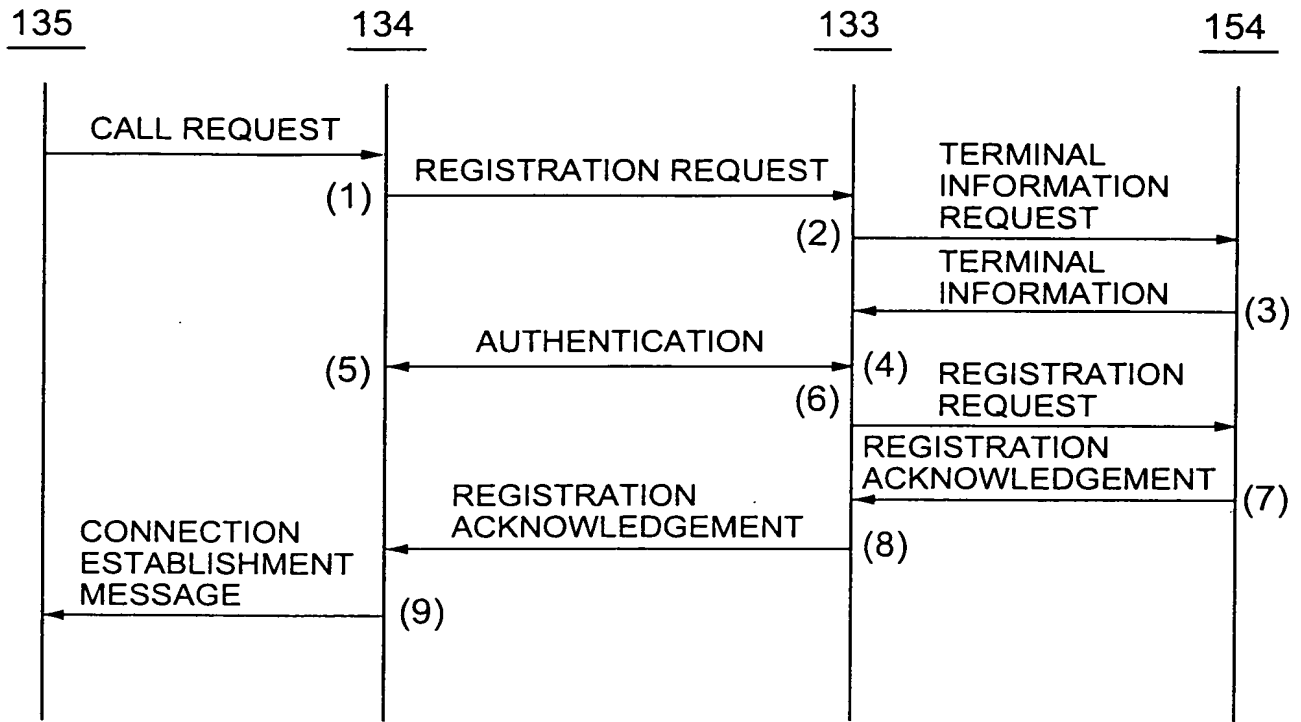 135
134
133
154
CALL REQUEST
(1)
REGISTRATION REQUEST
(2)
TERMINAL
INFORMATION
REQUEST
TERMINAL
INFORMATION
(3)
(5)
AUTHENTICATION
(4)
(6)
REGISTRATION
REQUEST
REGISTRATION
ACKNOWLEDGEMENT
(7)
REGISTRATION
ACKNOWLEDGEMENT
(8)
CONNECTION
ESTABLISHMENT
MESSAGE
(9)